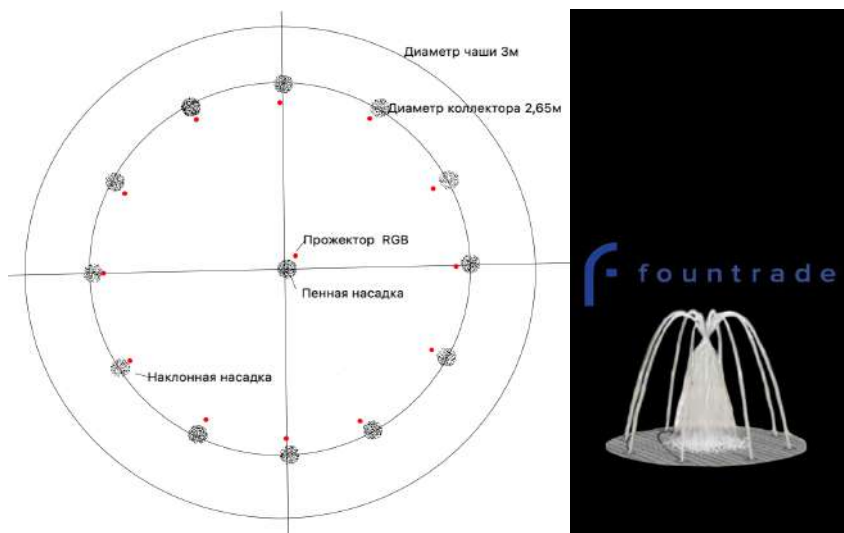 Диаметр чаши 3м
Диаметр коллектора 2,65м
Прожектор RGB
Пенная насадка
Наклонная насадка
fountrade